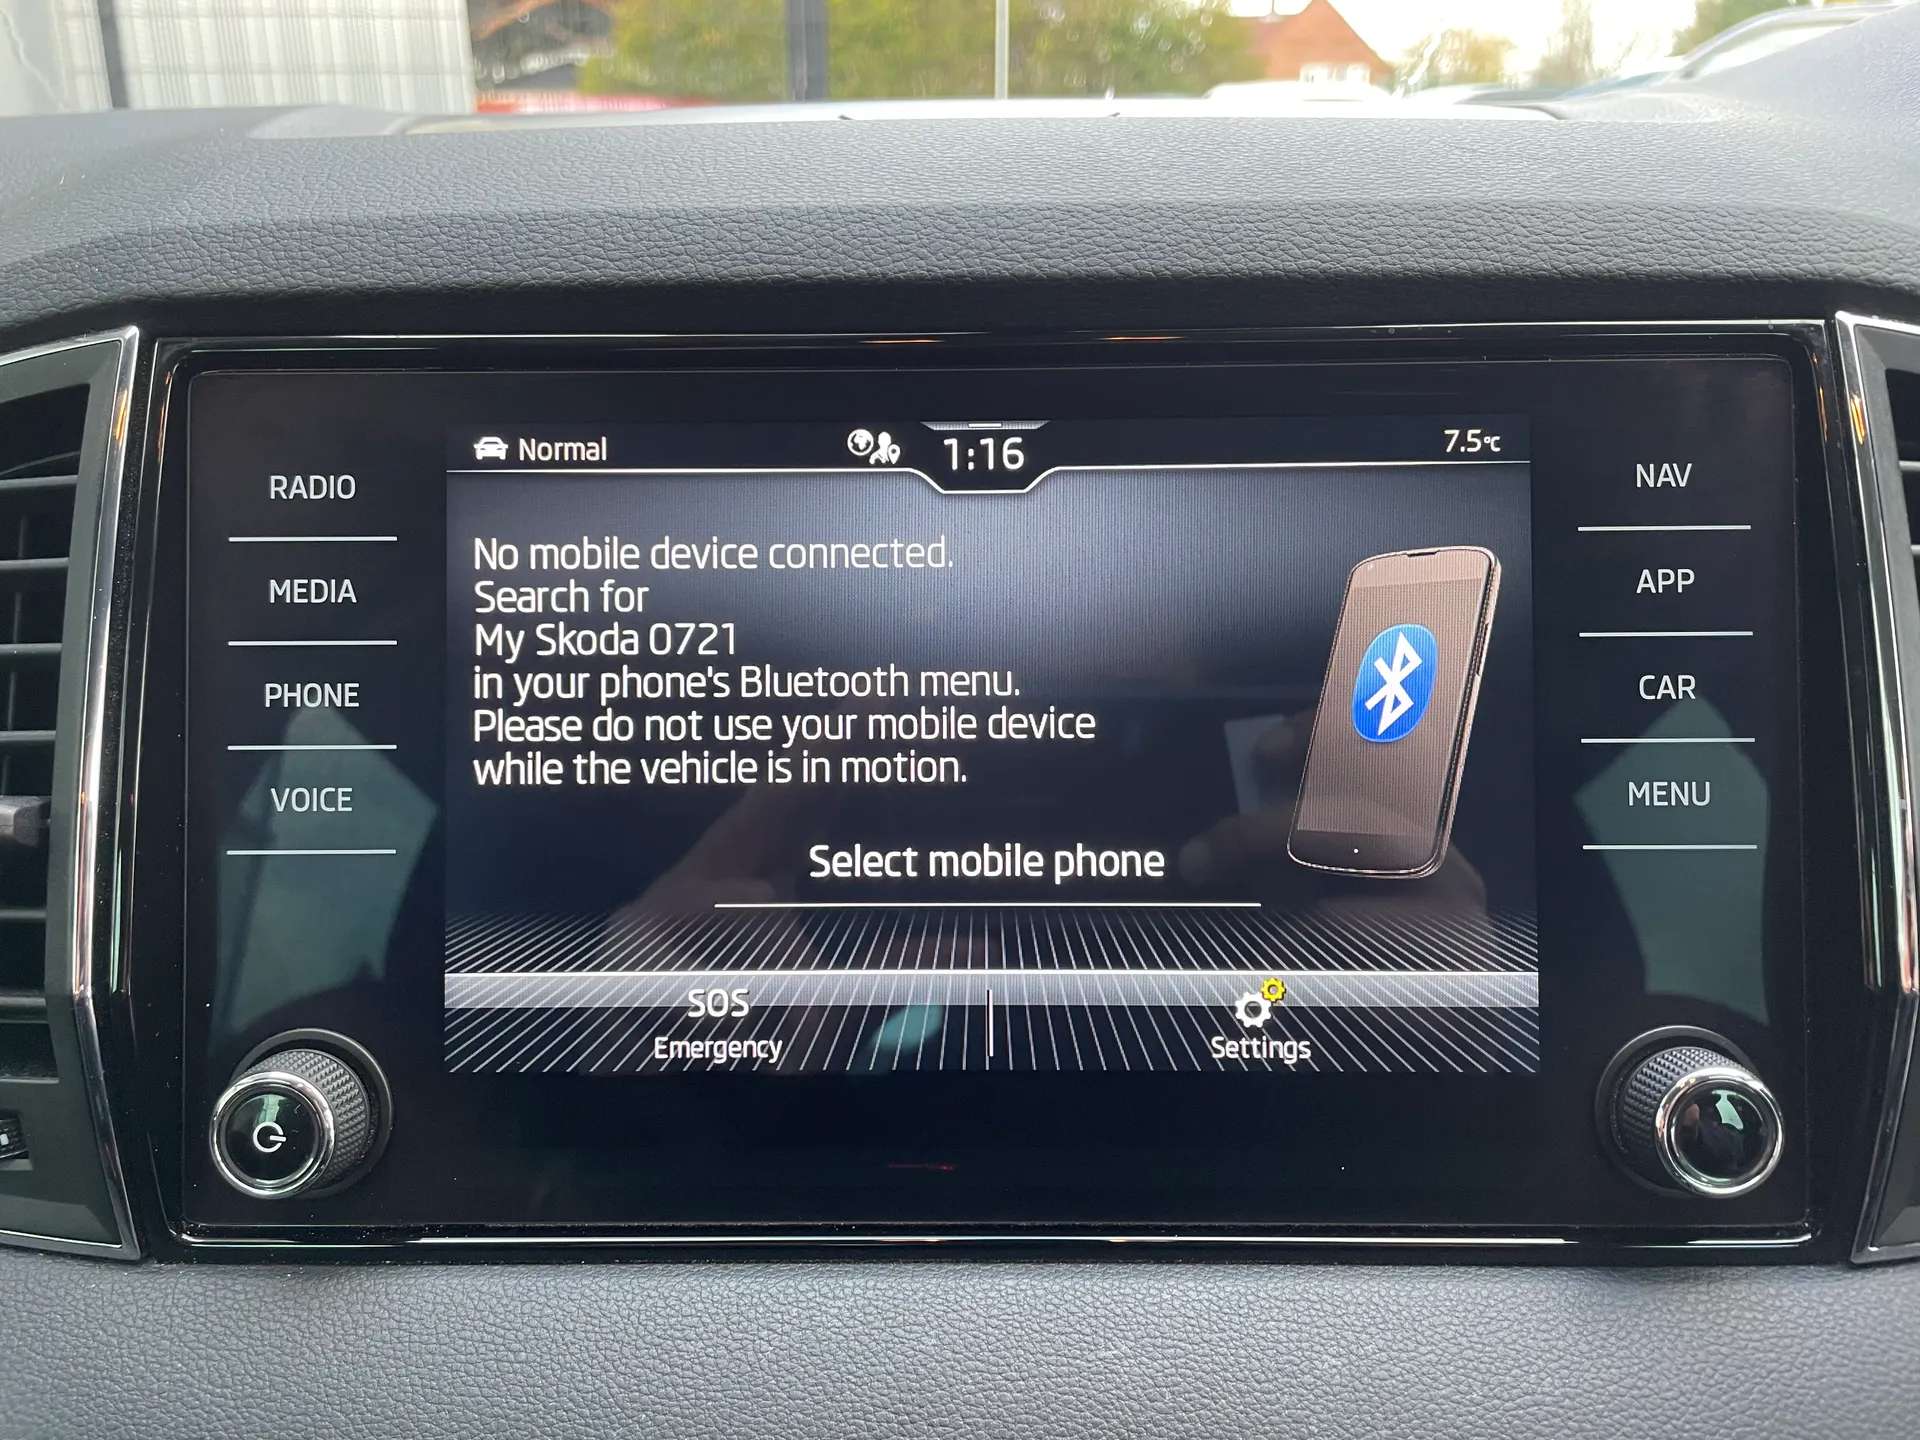 Normal
1:16
7.5°C
RADIO
MEDIA
PHONE
VOICE
No mobile device connected.
Search for
My Skoda 0721
in your phone's Bluetooth menu.
Please do not use your mobile device
while the vehicle is in motion.
Select mobile phone
SOS
Emergency
Settings
NAV
APP
CAR
MENU